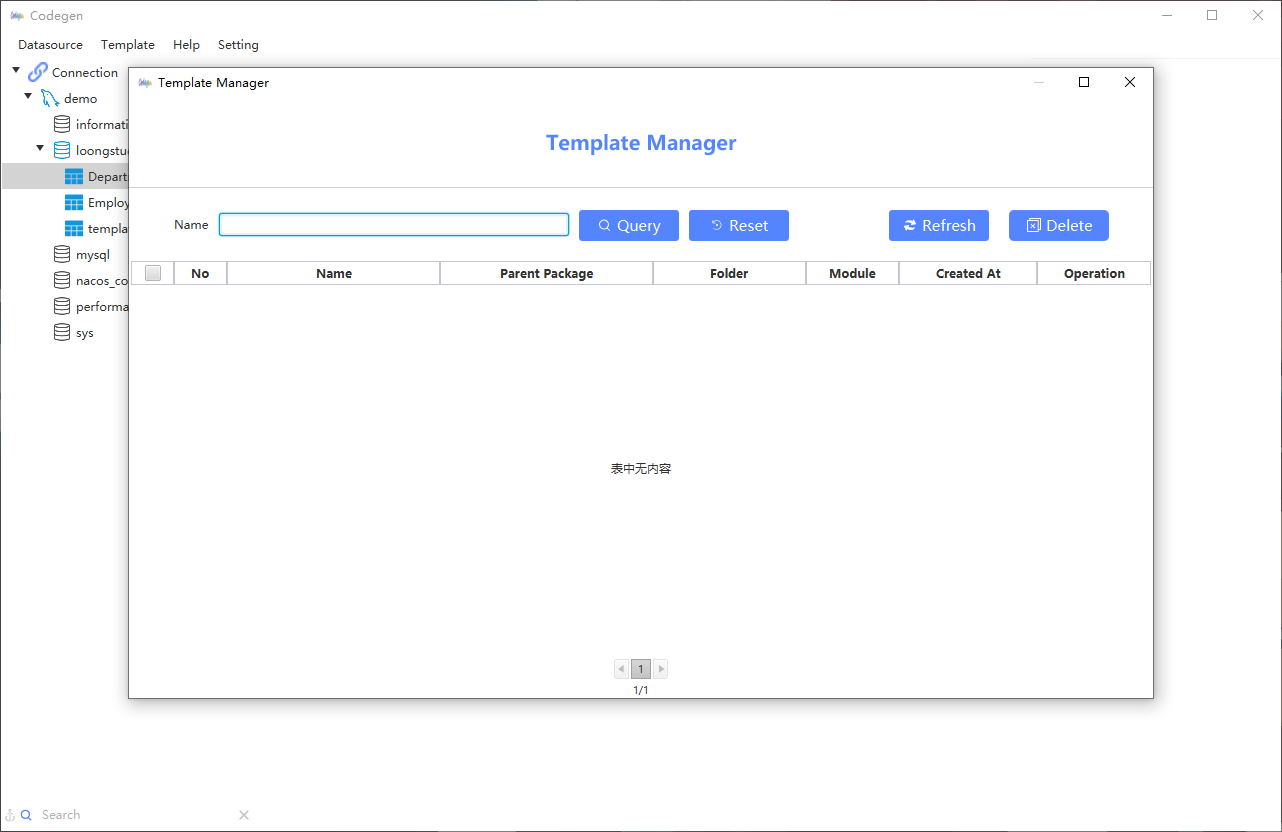 Codegen
Datasource Template Help Setting
Connection
demo
informati
loongstu
Depart
Employ
templa
mysql
nacos_co
performa
sys
Template Manager
Template Manager
Name Query Reset Refresh Delete
No Name Parent Package Folder Module Created At Operation
表中无内容
1
1/1
Search